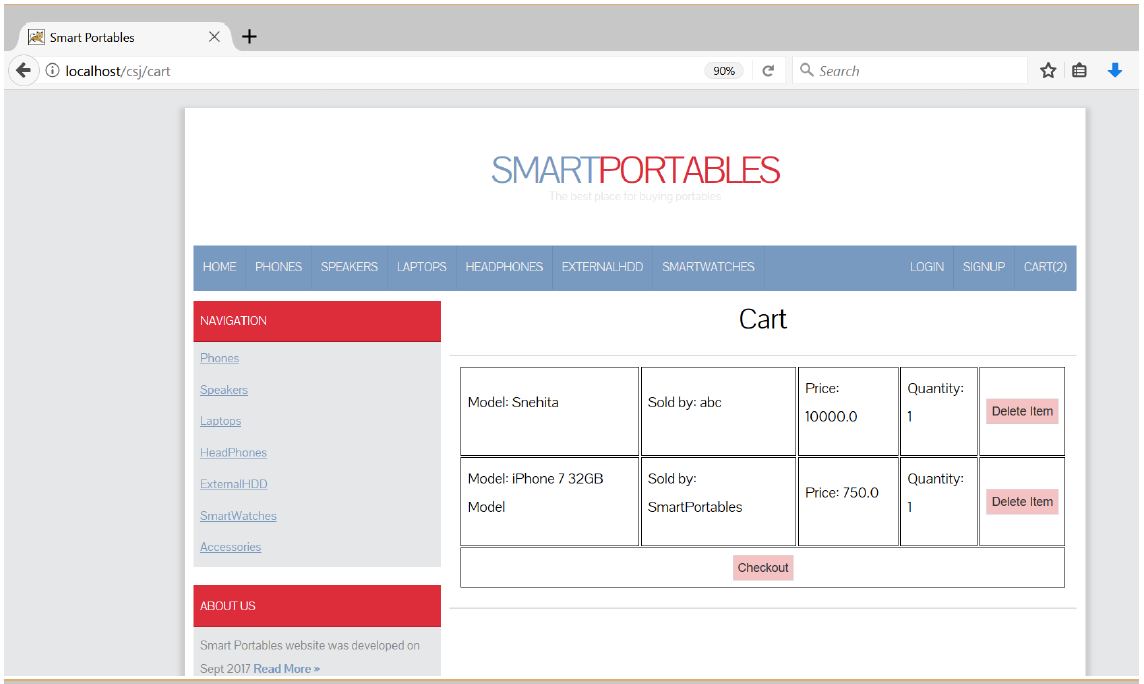 Smart Portables
localhost/csj/cart
90%
Search
SMARTPORTABLES
The best place for buying portables
HOME PHONES SPEAKERS LAPTOPS HEADPHONES EXTERNALHDD SMARTWATCHES LOGIN SIGNUP CART(2)
NAVIGATION
Phones
Speakers
Laptops
HeadPhones
ExternalHDD
SmartWatches
Accessories
ABOUT US
Smart Portables website was developed on
Sept 2017 Read More »
Cart
Model: Snehita
Sold by: abc
Price:
10000.0
Quantity:
1
Delete Item
Model: iPhone 7 32GB
Model
Sold by:
SmartPortables
Price: 750.0
Quantity:
1
Delete Item
Checkout